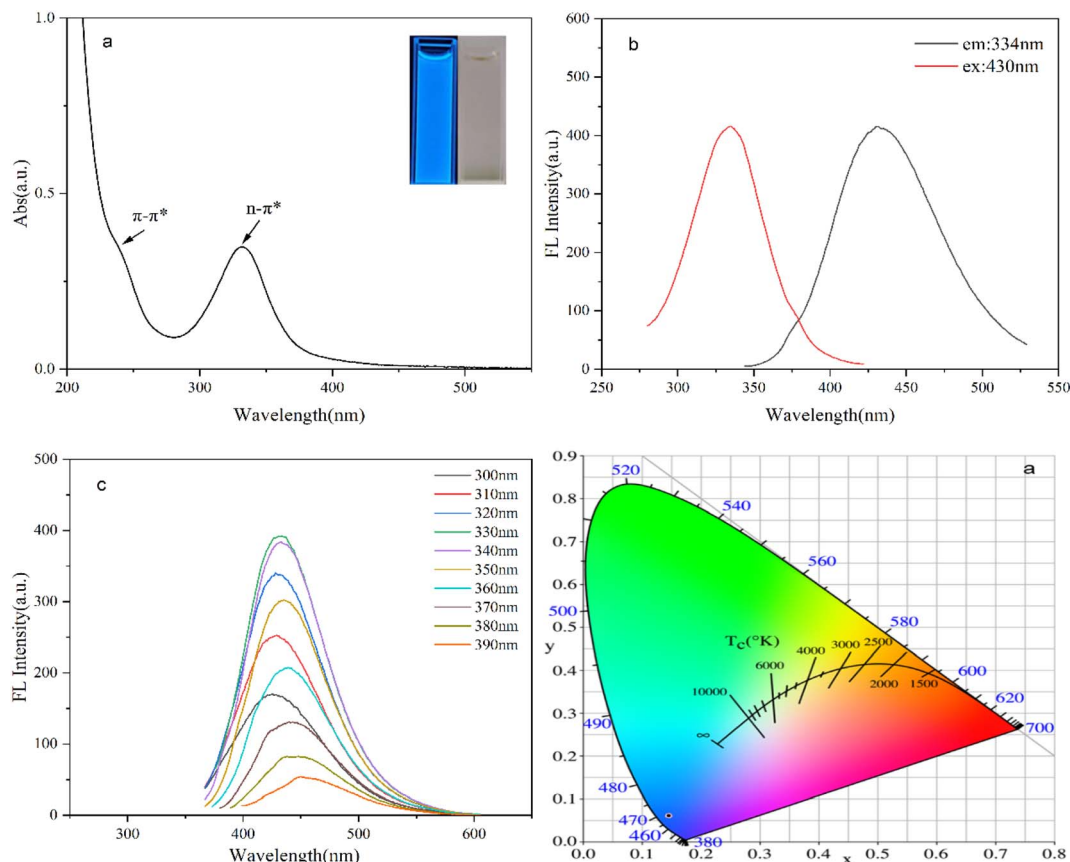 a
π-π*
n-π*
1.0
0.5
0.0
200
300
400
500
Abs(a.u.)
Wavelength(nm)
b
em:334nm
ex:430nm
600
500
400
300
200
100
0
250
300
350
400
450
500
550
FL Intensity(a.u.)
Wavelength(nm)
c
300nm
310nm
320nm
330nm
340nm
350nm
360nm
370nm
380nm
390nm
500
400
300
200
100
0
300
400
500
600
FL Intensity(a.u.)
Wavelength(nm)
a
0.9
0.8
0.7
0.6
0.5
0.4
0.3
0.2
0.1
0.0
y
520
540
560
580
600
620
700
500
490
480
470
460
380
Tc(°K)
∞
10000
6000
4000
3000
2500
2000
1500
0.0 0.1 0.2 0.3 0.4 0.5 0.6 0.7 0.8
x